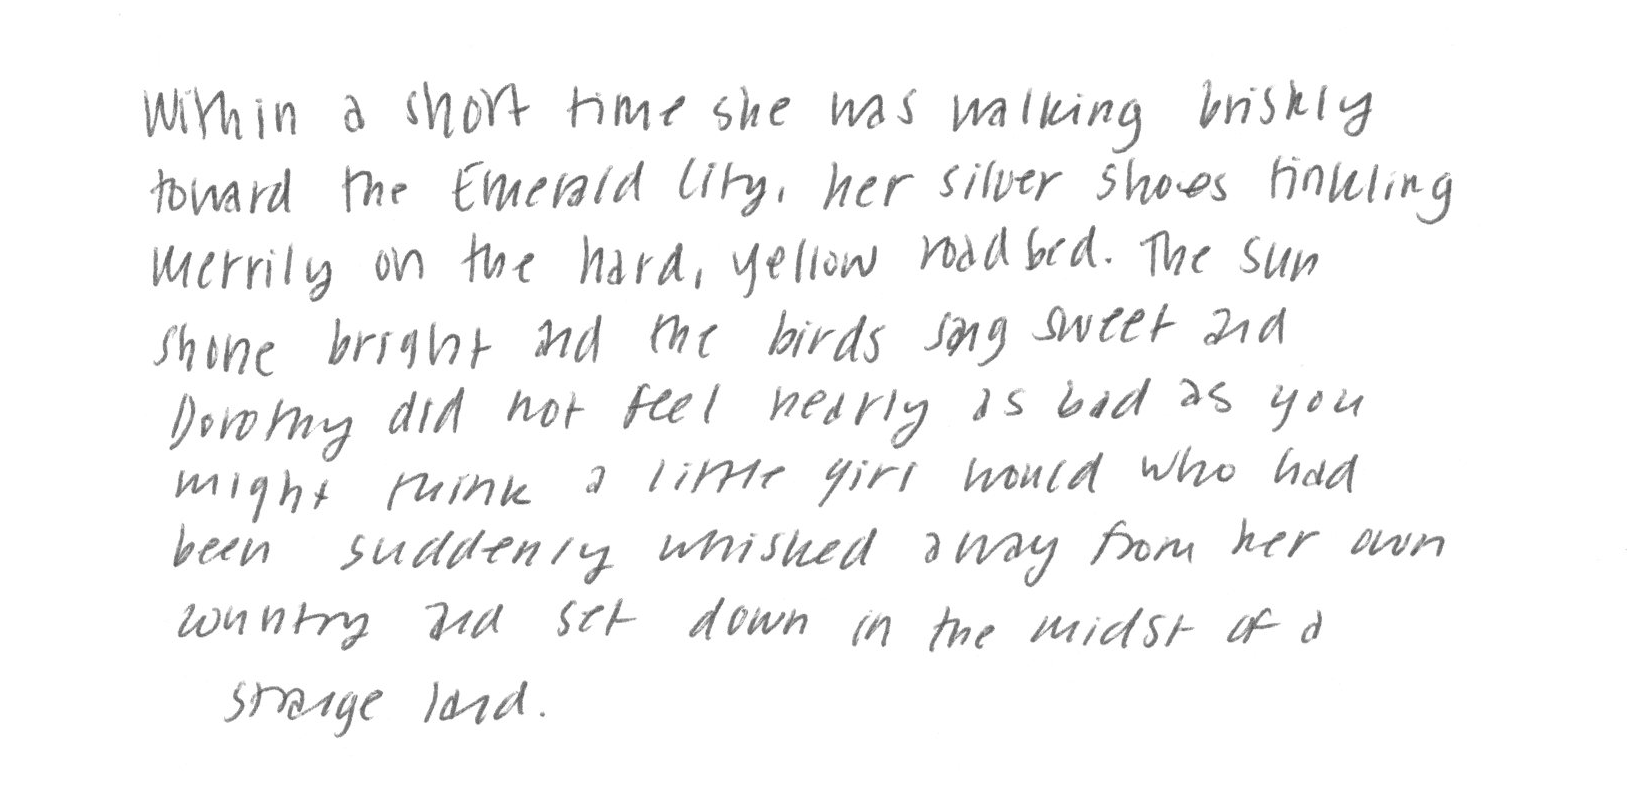 Within a short time she was walking briskly
toward the Emerald City, her silver shoes tinkling
merrily on the hard, yellow roadbed. The sun
shone bright and the birds sang sweet and
Dorothy did not feel nearly as bad as you
might think a little girl would who had
been suddenly whisked away from her own
country and set down in the midst of a
strange land.